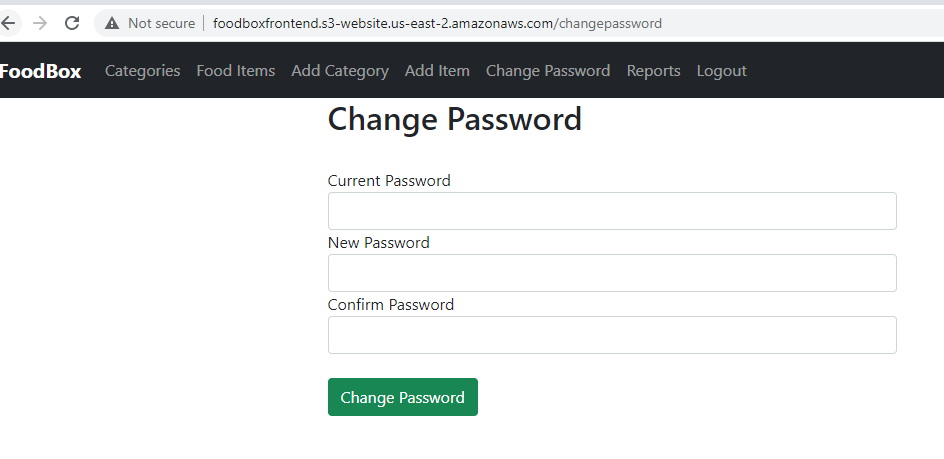 Not secure | foodboxfrontend.s3-website.us-east-2.amazonaws.com/changepassword
FoodBox Categories Food Items Add Category Add Item Change Password Reports Logout
Change Password
Current Password
New Password
Confirm Password
Change Password